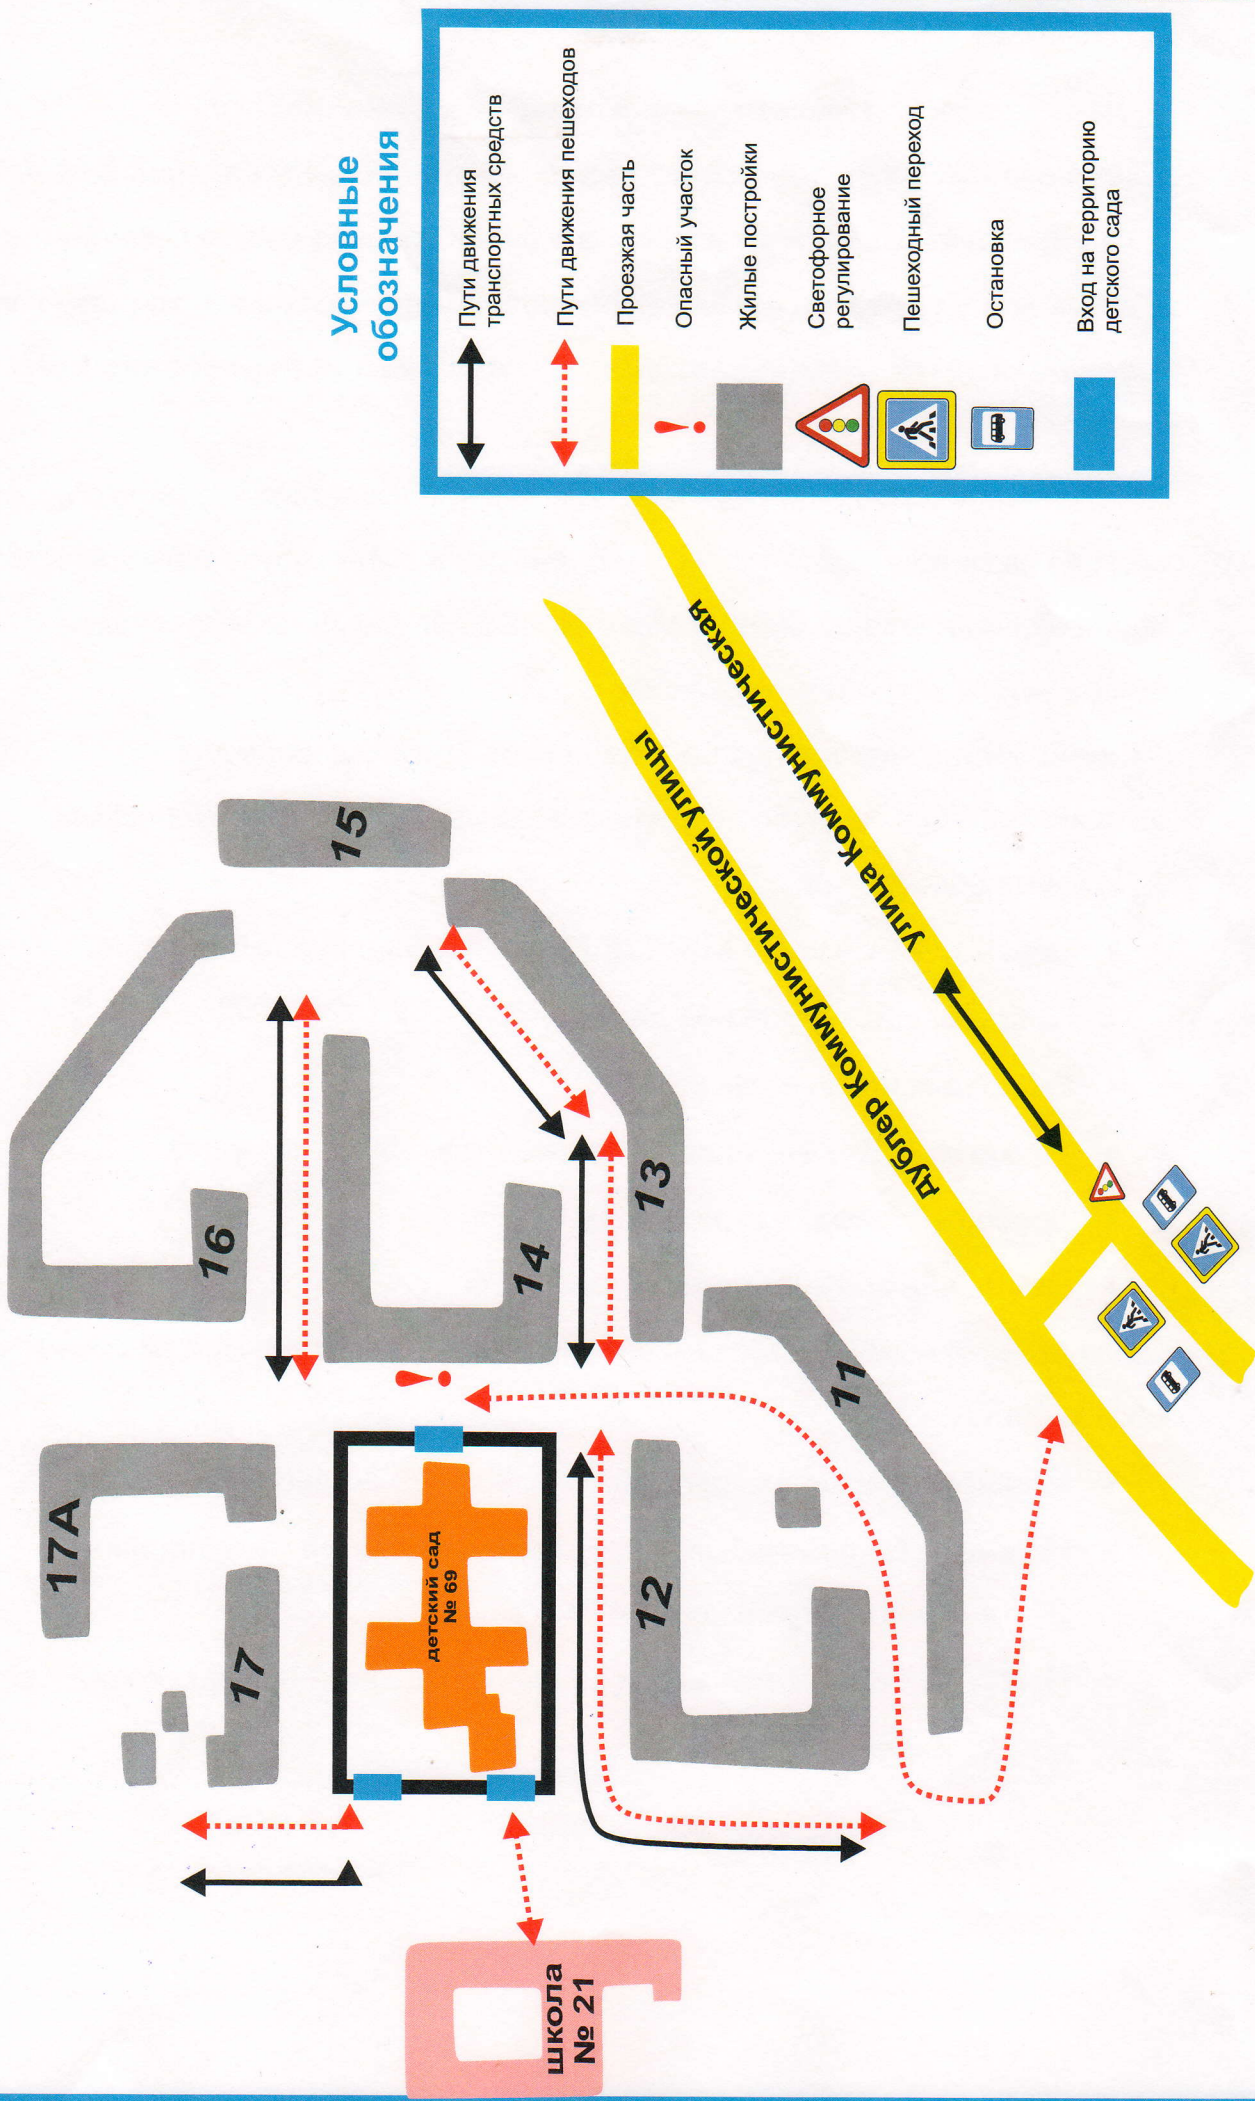 Условные
обозначения
Пути движения
транспортных средств
Пути движения пешеходов
Проезжая часть
!
Опасный участок
Жилые постройки
Светофорное
регулирование
Пешеходный переход
Остановка
Вход на территорию
детского сада
17А
16
15
17
14
13
12
11
!
детский сад
№ 69
школа
№ 21
дублер Коммунистической улицы
улица Коммунистическая